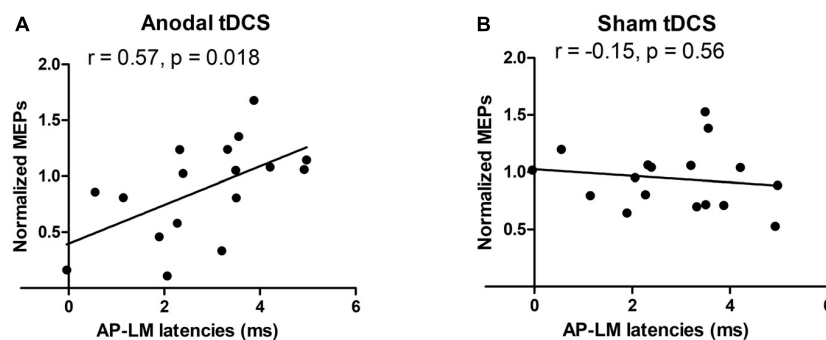 A
Anodal tDCS
r = 0.57, p = 0.018
Normalized MEPs
2.0
1.5
1.0
0.5
0
2
4
6
AP-LM latencies (ms)
B
Sham tDCS
r = -0.15, p = 0.56
Normalized MEPs
2.0
1.5
1.0
0.5
0
2
4
6
AP-LM latencies (ms)